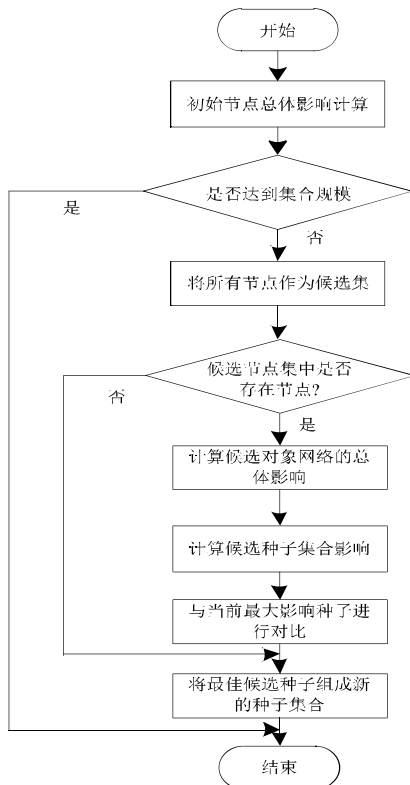 开始
初始节点总体影响计算
是否达到集合规模
是
否
将所有节点作为候选集
候选节点集中是否
存在节点?
否
是
计算候选对象网络的总
体影响
计算候选种子集合影响
与当前最大影响种子进
行对比
将最佳候选种子组成新
的种子集合
结束